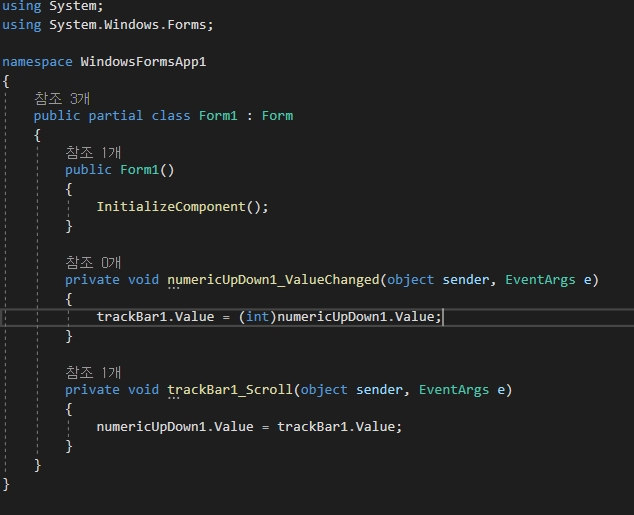 using System;
using System.Windows.Forms;
namespace WindowsFormsApp1
{
참조 3개
public partial class Form1 : Form
{
참조 1개
public Form1()
{
InitializeComponent();
}
참조 0개
private void numericUpDown1_ValueChanged(object sender, EventArgs e)
{
trackBar1.Value = (int)numericUpDown1.Value;
}
참조 1개
private void trackBar1_Scroll(object sender, EventArgs e)
{
numericUpDown1.Value = trackBar1.Value;
}
}
}